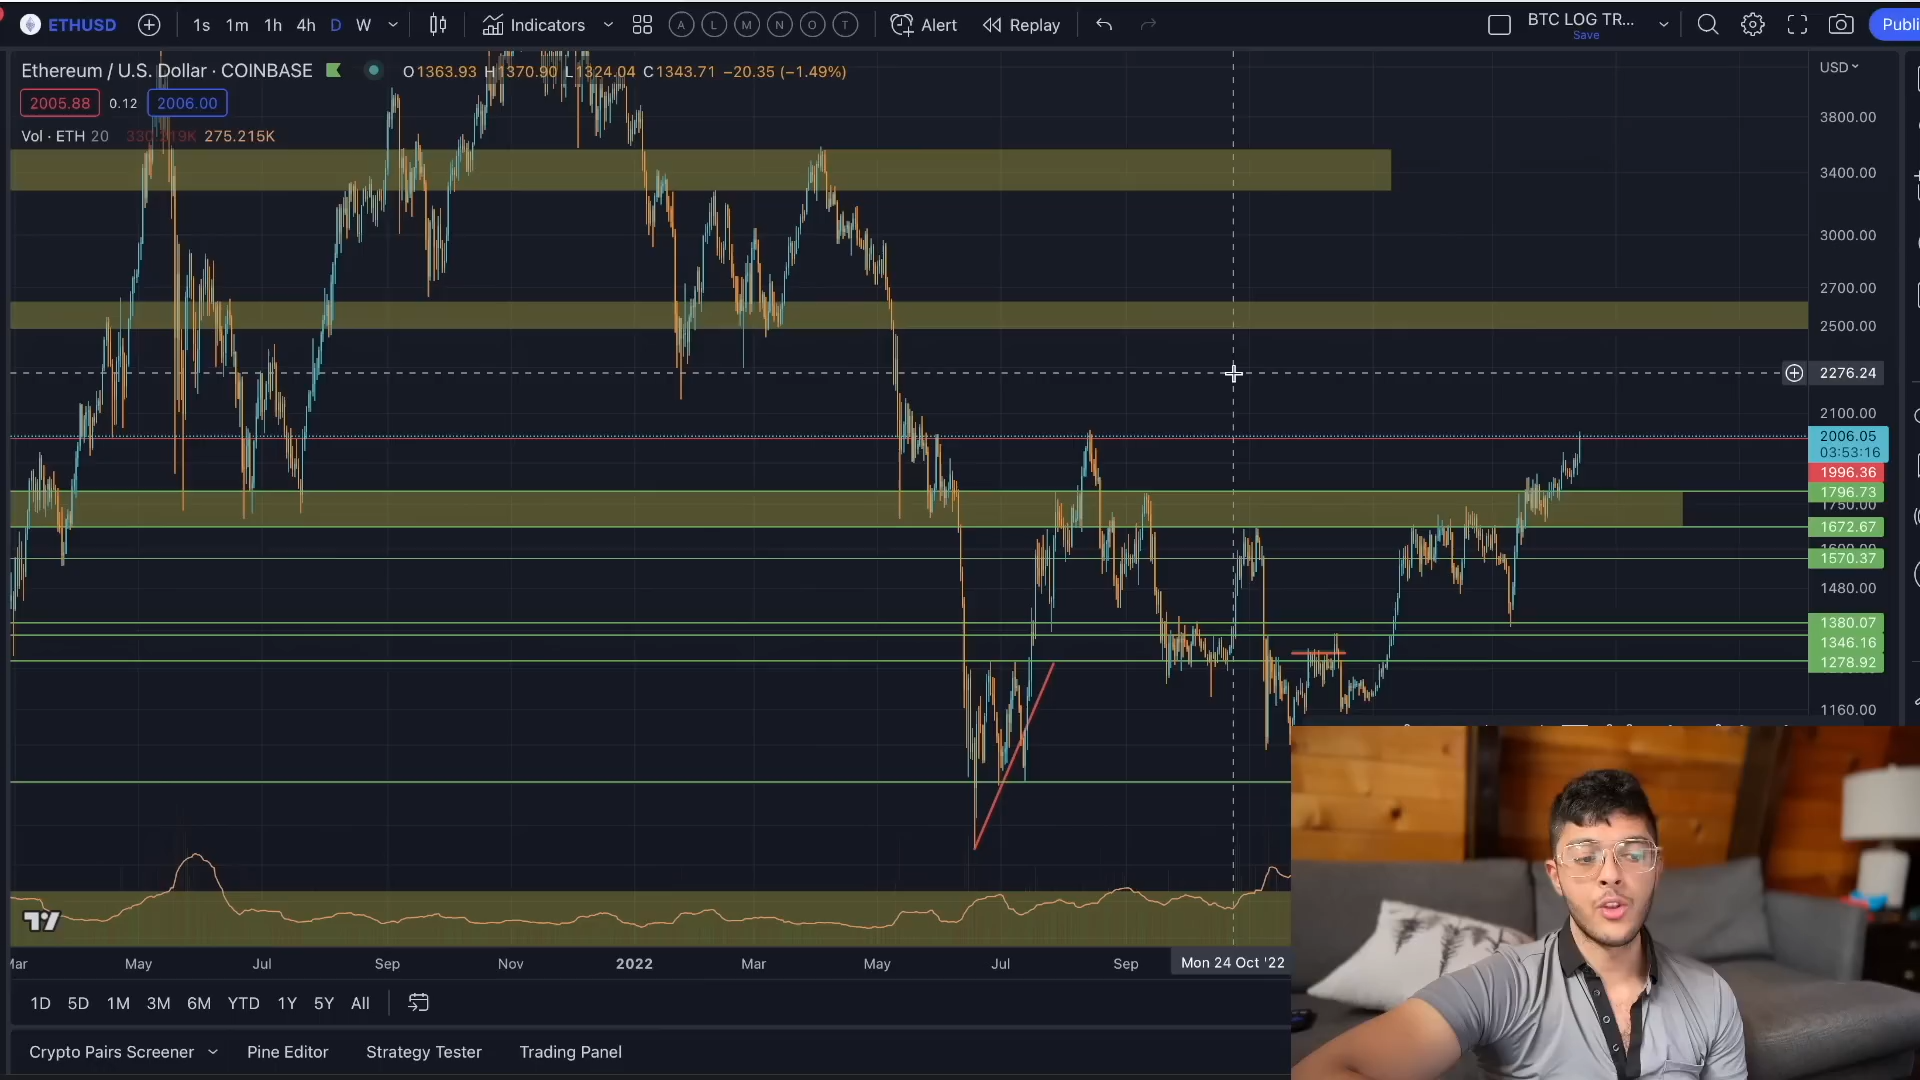 ETHUSD 1s 1m 1h 4h D W Indicators A L M N O T Alert Replay BTC LOG TR... Save Publi
Ethereum / U.S. Dollar · COINBASE O1363.93 H1370.90 L1324.04 C1343.71 −20.35 (−1.49%) USD
2005.88 0.12 2006.00
Vol · ETH 20 275.215K
3800.00
3400.00
3000.00
2700.00
2500.00
2276.24
2100.00
2006.05
03:53:16
1996.36
1796.73
1750.00
1672.67
1570.37
1480.00
1380.07
1346.16
1278.92
1160.00
Mar May Jul Sep Nov 2022 Mar May Jul Sep Mon 24 Oct '22
1D 5D 1M 3M 6M YTD 1Y 5Y All
Crypto Pairs Screener Pine Editor Strategy Tester Trading Panel